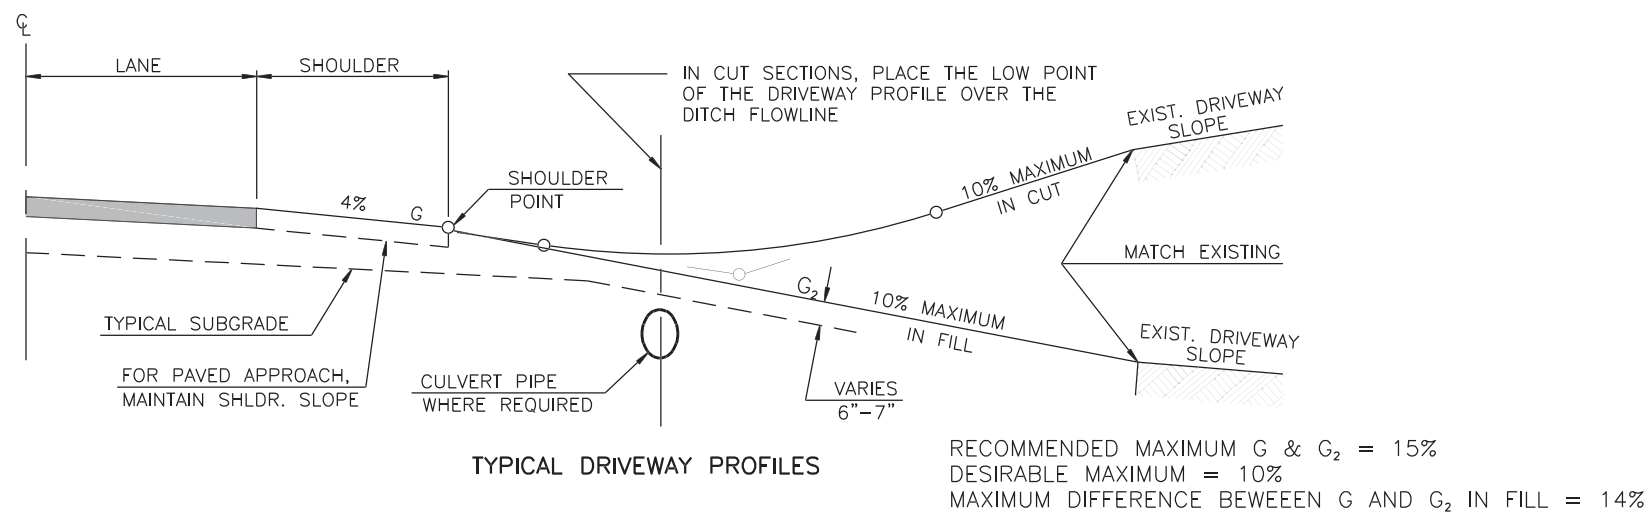 ℄
LANE
SHOULDER
IN CUT SECTIONS, PLACE THE LOW POINT
OF THE DRIVEWAY PROFILE OVER THE
DITCH FLOWLINE
EXIST. DRIVEWAY
SLOPE
SHOULDER
POINT
4%
G
10% MAXIMUM
IN CUT
MATCH EXISTING
G₂
10% MAXIMUM
IN FILL
TYPICAL SUBGRADE
EXIST. DRIVEWAY
SLOPE
FOR PAVED APPROACH,
MAINTAIN SHLDR. SLOPE
CULVERT PIPE
WHERE REQUIRED
VARIES
6"-7"
TYPICAL DRIVEWAY PROFILES
RECOMMENDED MAXIMUM G & G₂ = 15%
DESIRABLE MAXIMUM = 10%
MAXIMUM DIFFERENCE BEWEEEN G AND G₂ IN FILL = 14%